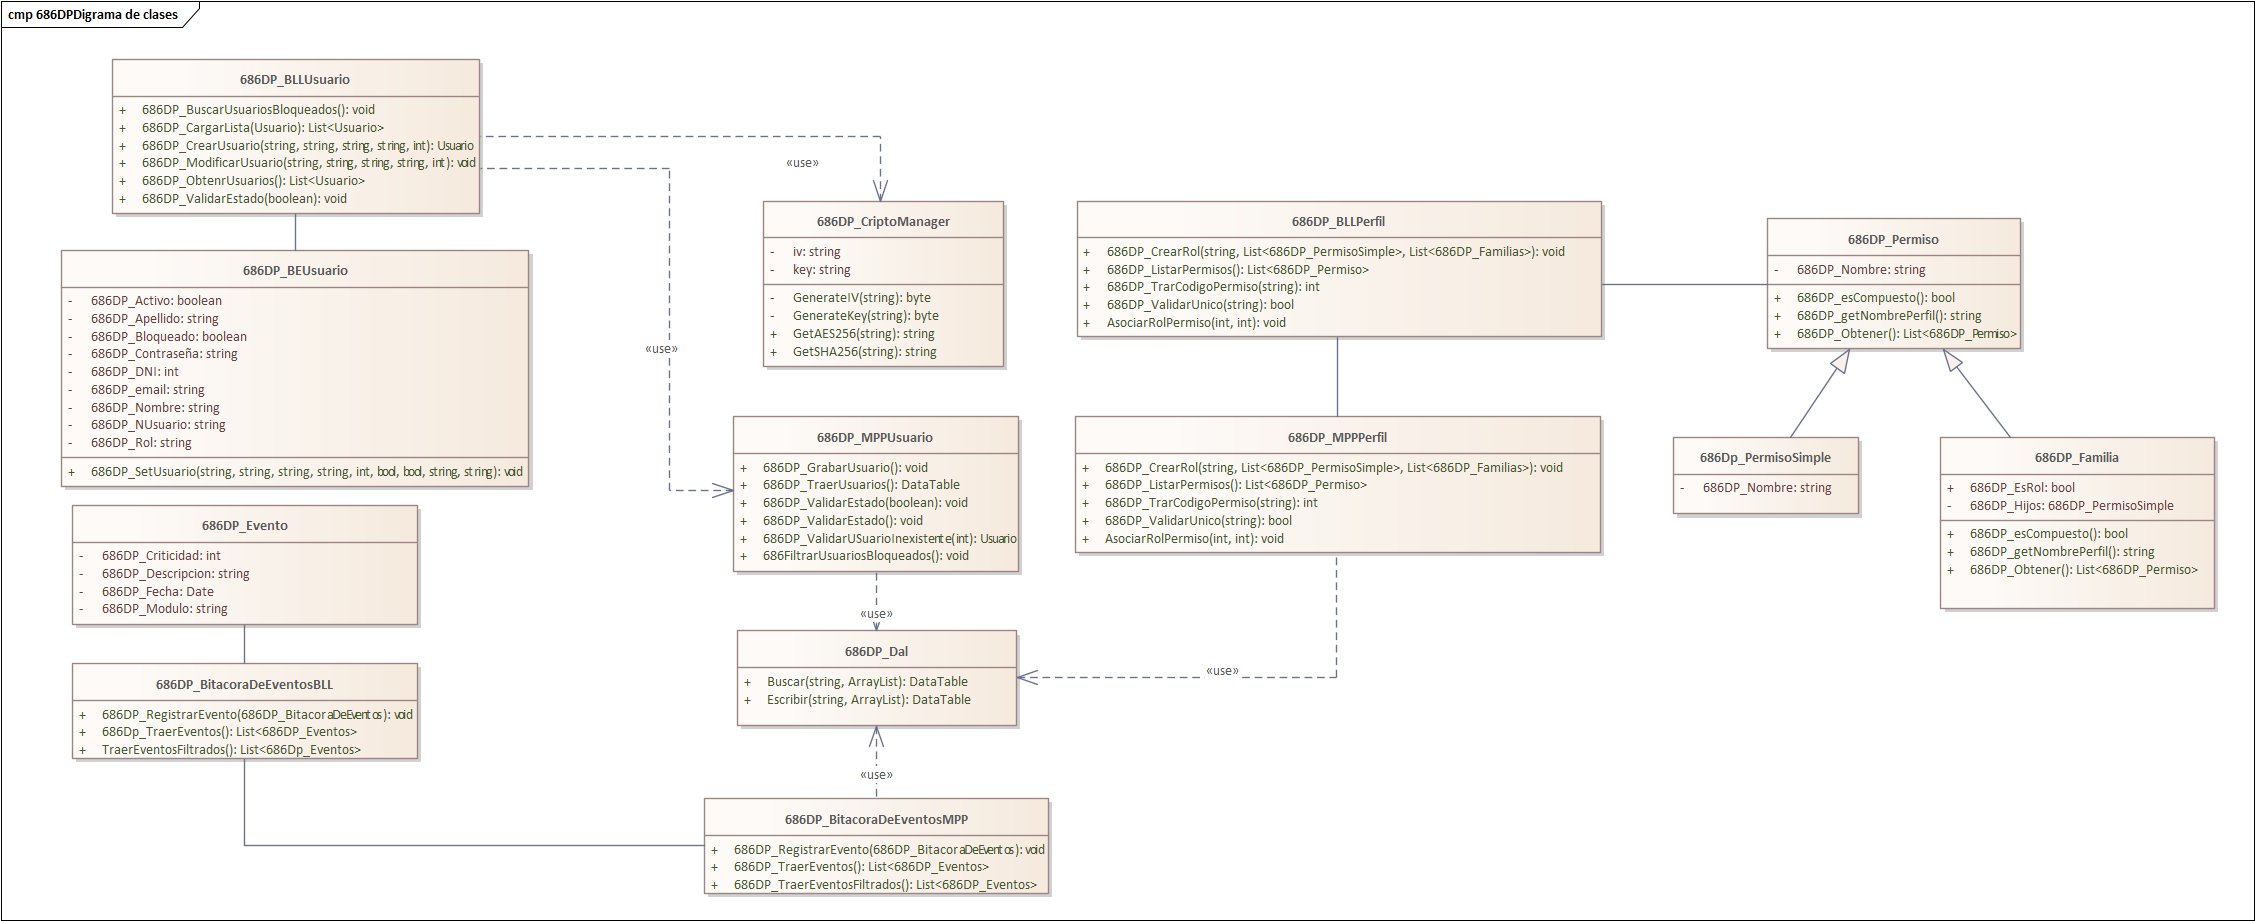 cmp 686DPDigrama de clases
686DP_BLLUsuario
+ 686DP_BuscarUsuariosBloqueados(): void
+ 686DP_CargarLista(Usuario): List<Usuario>
+ 686DP_CrearUsuario(string, string, string, string, int): Usuario
+ 686DP_ModificarUsuario(string, string, string, string, int): void
+ 686DP_ObtenrUsuarios(): List<Usuario>
+ 686DP_ValidarEstado(boolean): void
«use»
«use»
686DP_BEUsuario
- 686DP_Activo: boolean
- 686DP_Apellido: string
- 686DP_Bloqueado: boolean
- 686DP_Contraseña: string
- 686DP_DNI: int
- 686DP_email: string
- 686DP_Nombre: string
- 686DP_NUsuario: string
- 686DP_Rol: string
+ 686DP_SetUsuario(string, string, string, string, int, bool, bool, string, string): void
686DP_CriptoManager
- iv: string
- key: string
- GenerateIV(string): byte
- GenerateKey(string): byte
+ GetAES256(string): string
+ GetSHA256(string): string
686DP_BLLPerfil
+ 686DP_CrearRol(string, List<686DP_PermisoSimple>, List<686DP_Familias>): void
+ 686DP_ListarPermisos(): List<686DP_Permiso>
+ 686DP_TrarCodigoPermiso(string): int
+ 686DP_ValidarUnico(string): bool
+ AsociarRolPermiso(int, int): void
686DP_Permiso
- 686DP_Nombre: string
+ 686DP_esCompuesto(): bool
+ 686DP_getNombrePerfil(): string
+ 686DP_Obtener(): List<686DP_Permiso>
686DP_MPPUsuario
+ 686DP_GrabarUsuario(): void
+ 686DP_TraerUsuarios(): DataTable
+ 686DP_ValidarEstado(boolean): void
+ 686DP_ValidarEstado(): void
+ 686DP_ValidarUSuarioInexistente(int): Usuario
+ 686FiltrarUsuariosBloqueados(): void
686DP_MPPPerfil
+ 686DP_CrearRol(string, List<686DP_PermisoSimple>, List<686DP_Familias>): void
+ 686DP_ListarPermisos(): List<686DP_Permiso>
+ 686DP_TrarCodigoPermiso(string): int
+ 686DP_ValidarUnico(string): bool
+ AsociarRolPermiso(int, int): void
686Dp_PermisoSimple
- 686DP_Nombre: string
686DP_Familia
+ 686DP_EsRol: bool
- 686DP_Hijos: 686DP_PermisoSimple
+ 686DP_esCompuesto(): bool
+ 686DP_getNombrePerfil(): string
+ 686DP_Obtener(): List<686DP_Permiso>
686DP_Evento
- 686DP_Criticidad: int
- 686DP_Descripcion: string
- 686DP_Fecha: Date
- 686DP_Modulo: string
«use»
686DP_Dal
+ Buscar(string, ArrayList): DataTable
+ Escribir(string, ArrayList): DataTable
«use»
686DP_BitacoraDeEventosBLL
+ 686DP_RegistrarEvento(686DP_BitacoraDeEventos): void
+ 686Dp_TraerEventos(): List<686DP_Eventos>
+ TraerEventosFiltrados(): List<686Dp_Eventos>
«use»
686DP_BitacoraDeEventosMPP
+ 686DP_RegistrarEvento(686DP_BitacoraDeEventos): void
+ 686DP_TraerEventos(): List<686DP_Eventos>
+ 686DP_TraerEventosFiltrados(): List<686DP_Eventos>